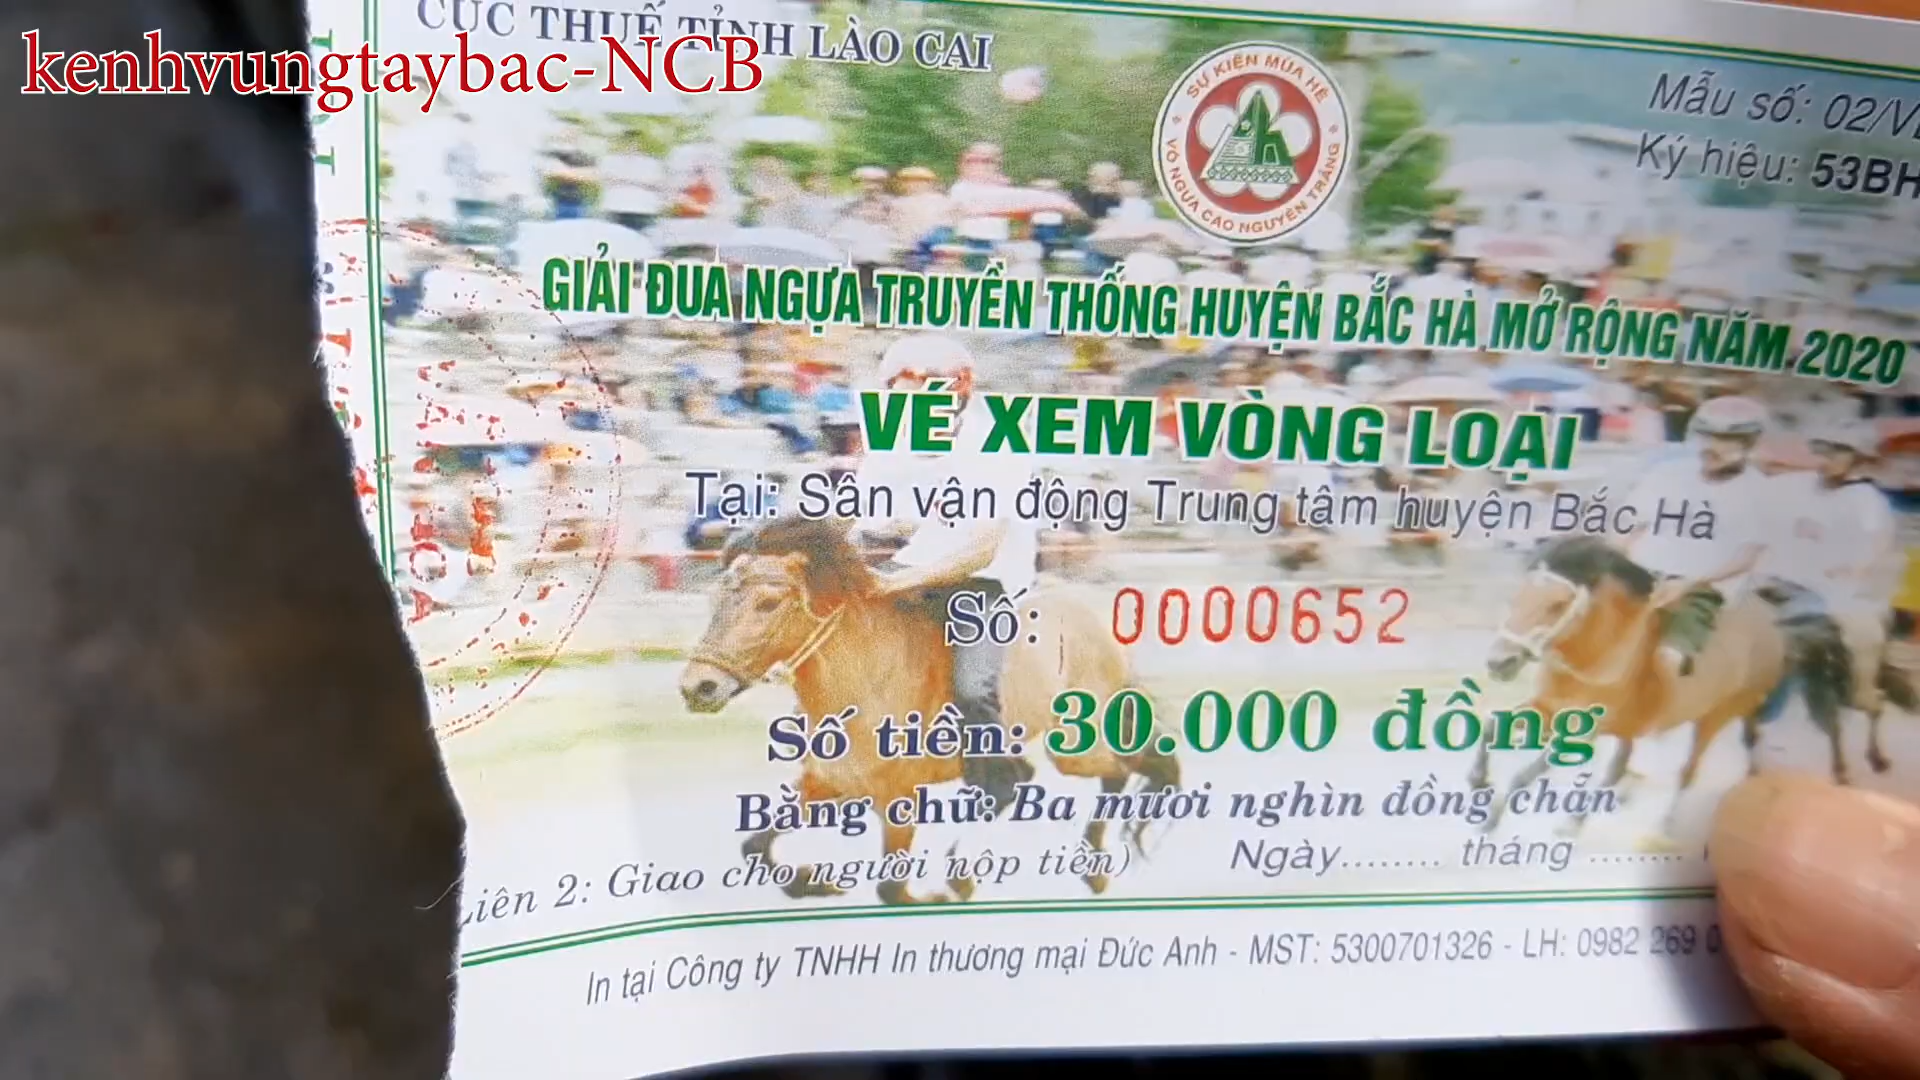 kenhvungtaybac-NCB
CỤC THUẾ TỈNH LÀO CAI
SỰ KIỆN MÙA HÈ
VÓ NGỰA CAO NGUYÊN TRẮNG
Mẫu số: 02/VE
Ký hiệu: 53BH
GIẢI ĐUA NGỰA TRUYỀN THỐNG HUYỆN BẮC HÀ MỞ RỘNG NĂM 2020
VÉ XEM VÒNG LOẠI
Tại: Sân vận động Trung tâm huyện Bắc Hà
Số: 0000652
Số tiền: 30.000 đồng
Bằng chữ: Ba mươi nghìn đồng chẵn
Liên 2: Giao cho người nộp tiền)
Ngày........ tháng ........
In tại Công ty TNHH In thương mại Đức Anh - MST: 5300701326 - LH: 0982 269 0